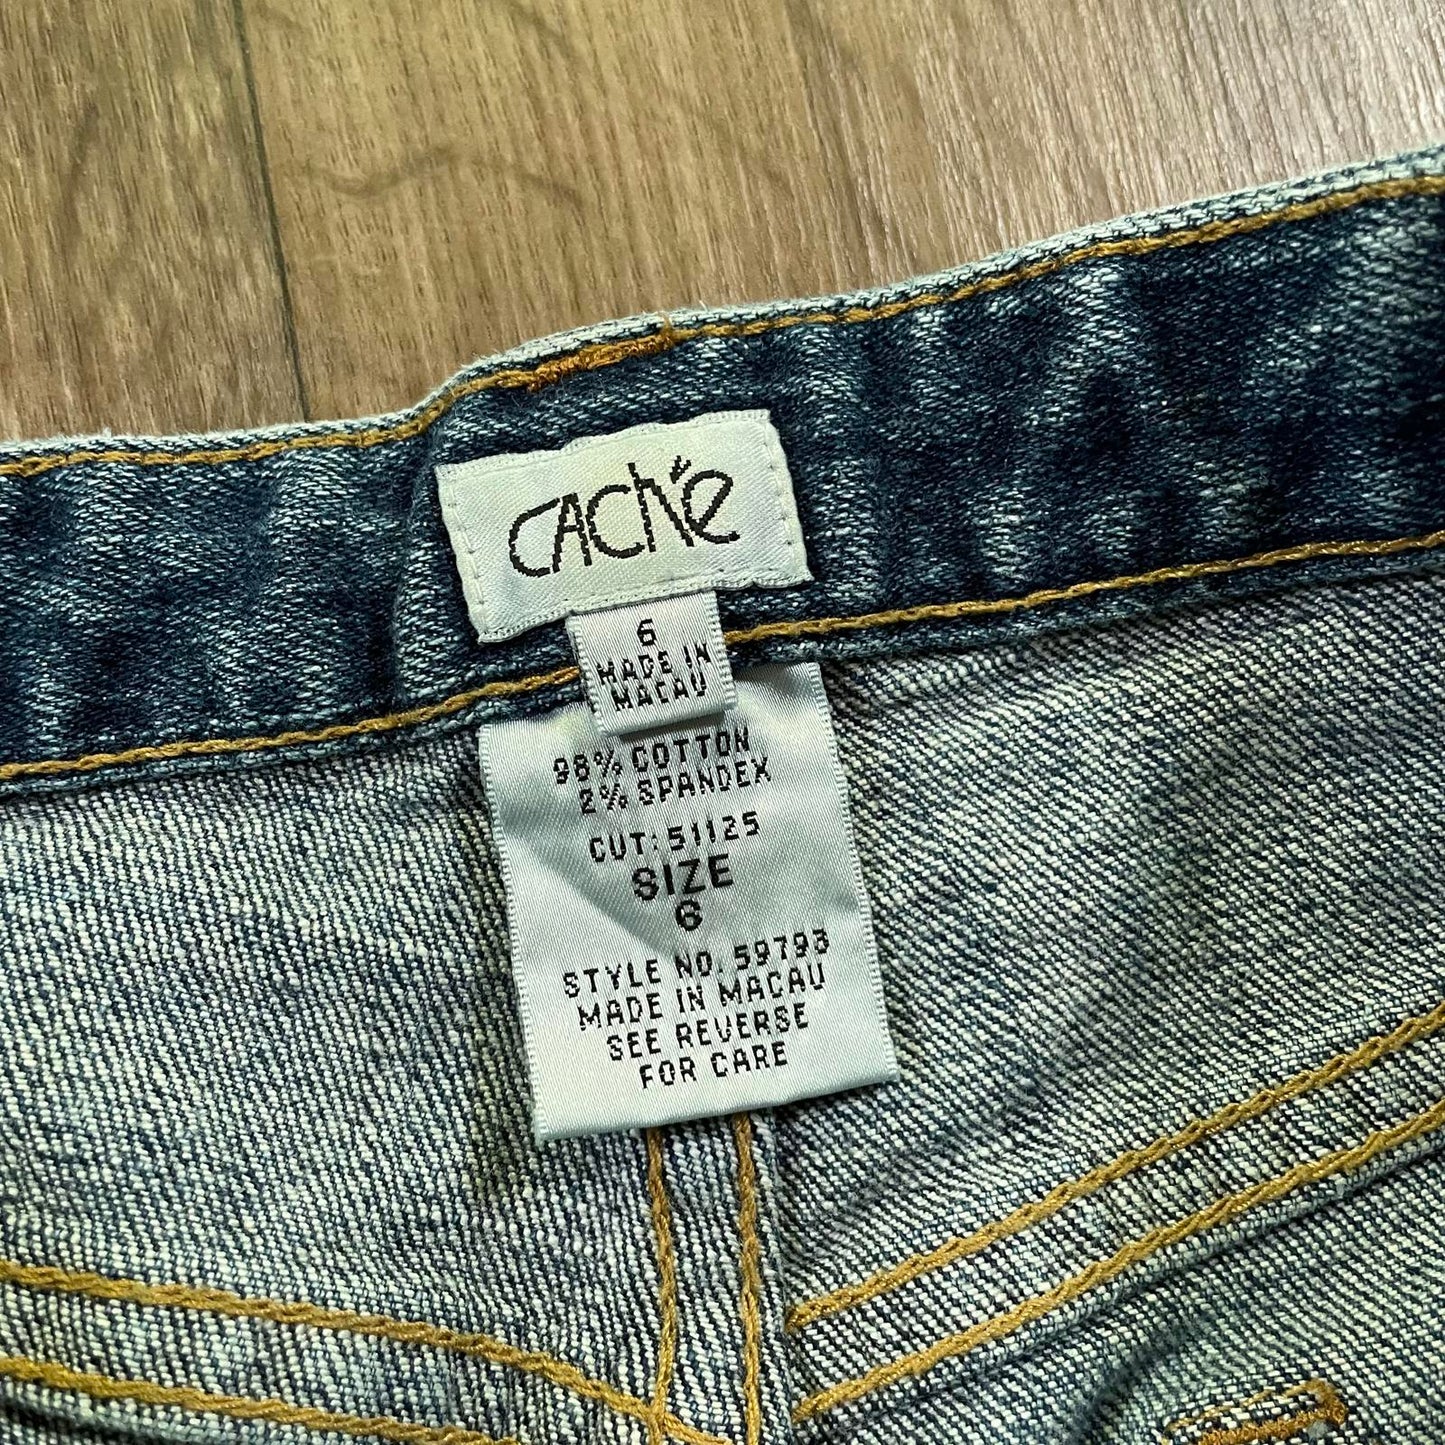 CACHÉ
6
MADE IN
MACAU
98% COTTON
2% SPANDEX
CUT: 51125
SIZE
6
STYLE NO. 59793
MADE IN MACAU
SEE REVERSE
FOR CARE